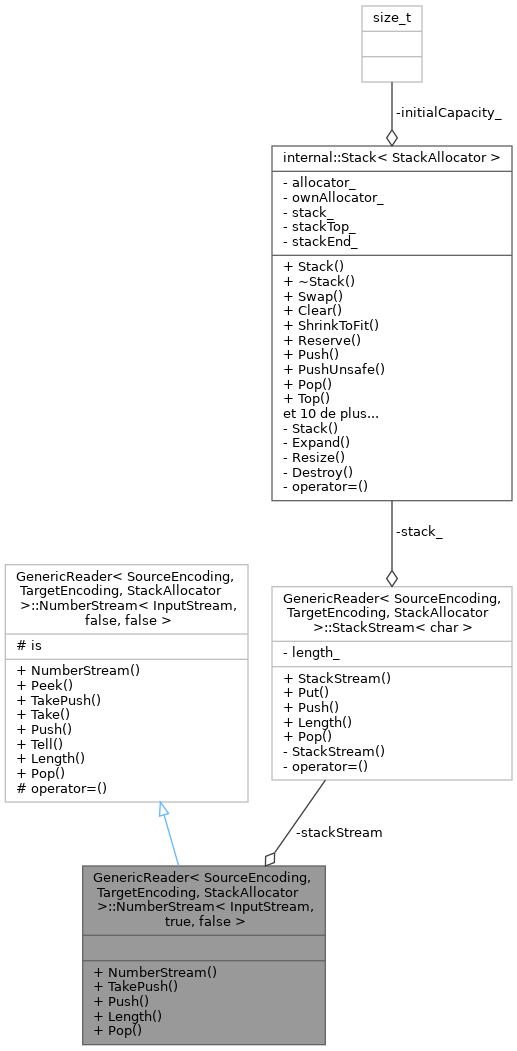 size_t
-initialCapacity_
internal::Stack< StackAllocator >
- allocator_
- ownAllocator_
- stack_
- stackTop_
- stackEnd_
+ Stack()
+ ~Stack()
+ Swap()
+ Clear()
+ ShrinkToFit()
+ Reserve()
+ Push()
+ PushUnsafe()
+ Pop()
+ Top()
et 10 de plus...
- Stack()
- Expand()
- Resize()
- Destroy()
- operator=()
-stack_
GenericReader< SourceEncoding,
TargetEncoding, StackAllocator
>::NumberStream< InputStream,
false, false >
# is
+ NumberStream()
+ Peek()
+ TakePush()
+ Take()
+ Push()
+ Tell()
+ Length()
+ Pop()
# operator=()
GenericReader< SourceEncoding,
TargetEncoding, StackAllocator
>::StackStream< char >
- length_
+ StackStream()
+ Put()
+ Push()
+ Length()
+ Pop()
- StackStream()
- operator=()
-stackStream
GenericReader< SourceEncoding,
TargetEncoding, StackAllocator
>::NumberStream< InputStream,
true, false >
+ NumberStream()
+ TakePush()
+ Push()
+ Length()
+ Pop()